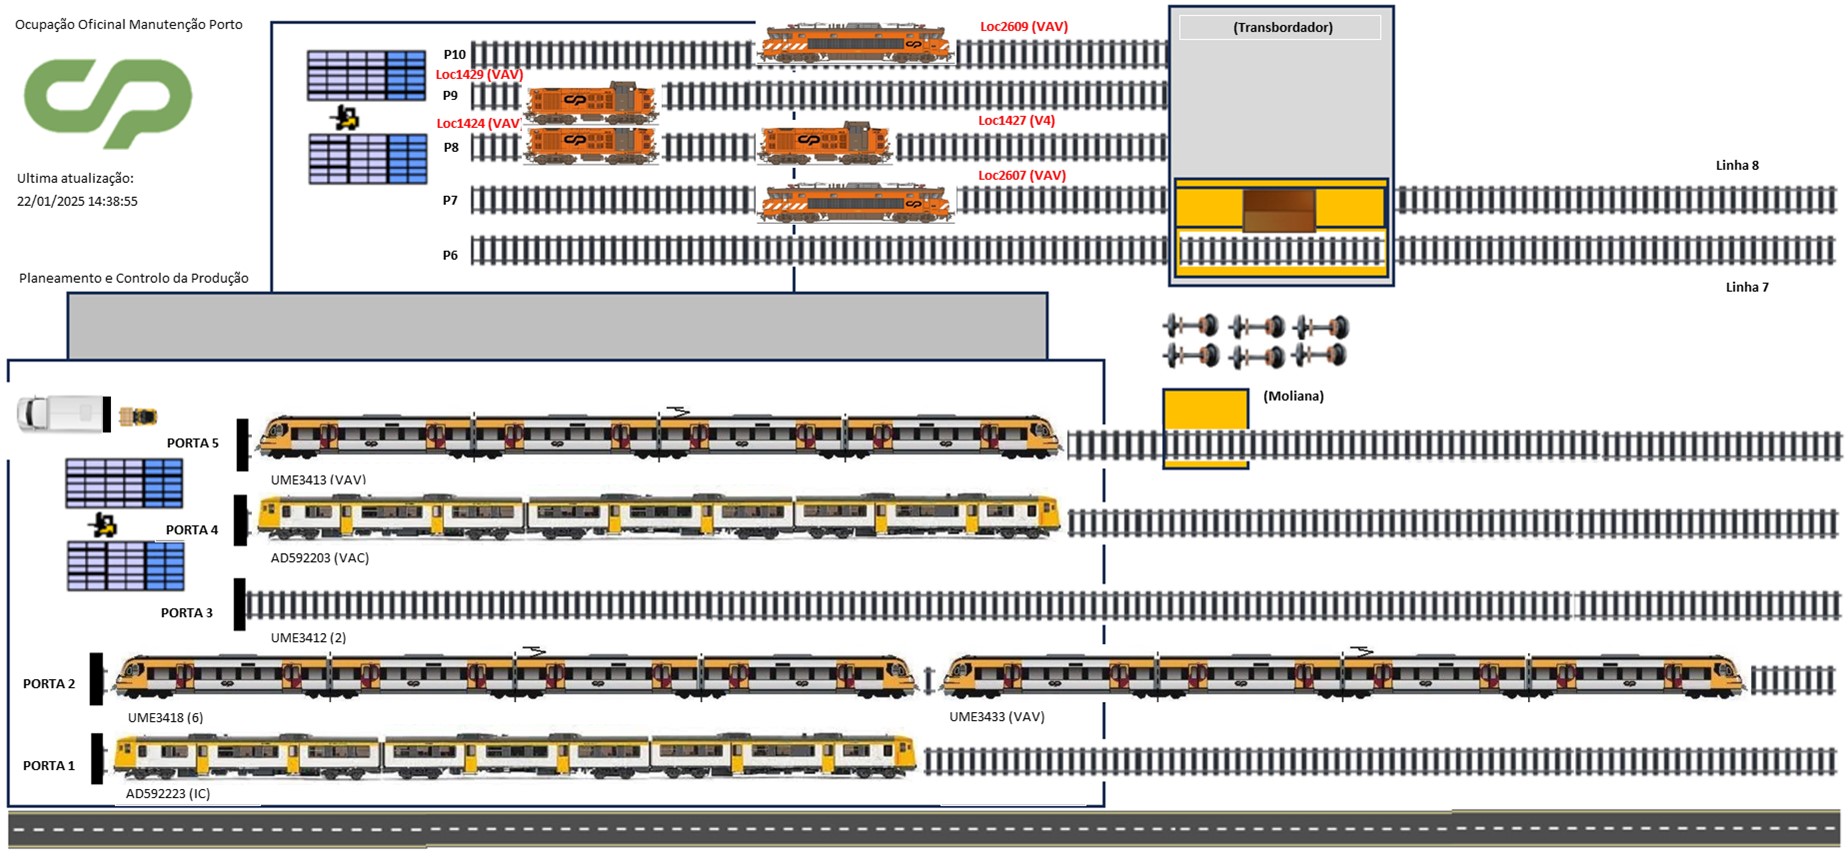 Ocupação Oficinal Manutenção Porto
CP
Ultima atualização:
22/01/2025 14:38:55
Planeamento e Controlo da Produção
Loc2609 (VAV)
(Transbordador)
P10
Loc1429 (VAV)
P9
Loc1424 (VAV)
Loc1427 (V4)
P8
Loc2607 (VAV)
P7
Linha 8
P6
Linha 7
(Moliana)
PORTA 5
UME3413 (VAV)
PORTA 4
AD592203 (VAC)
PORTA 3
UME3412 (2)
PORTA 2
UME3418 (6)
UME3433 (VAV)
PORTA 1
AD592223 (IC)